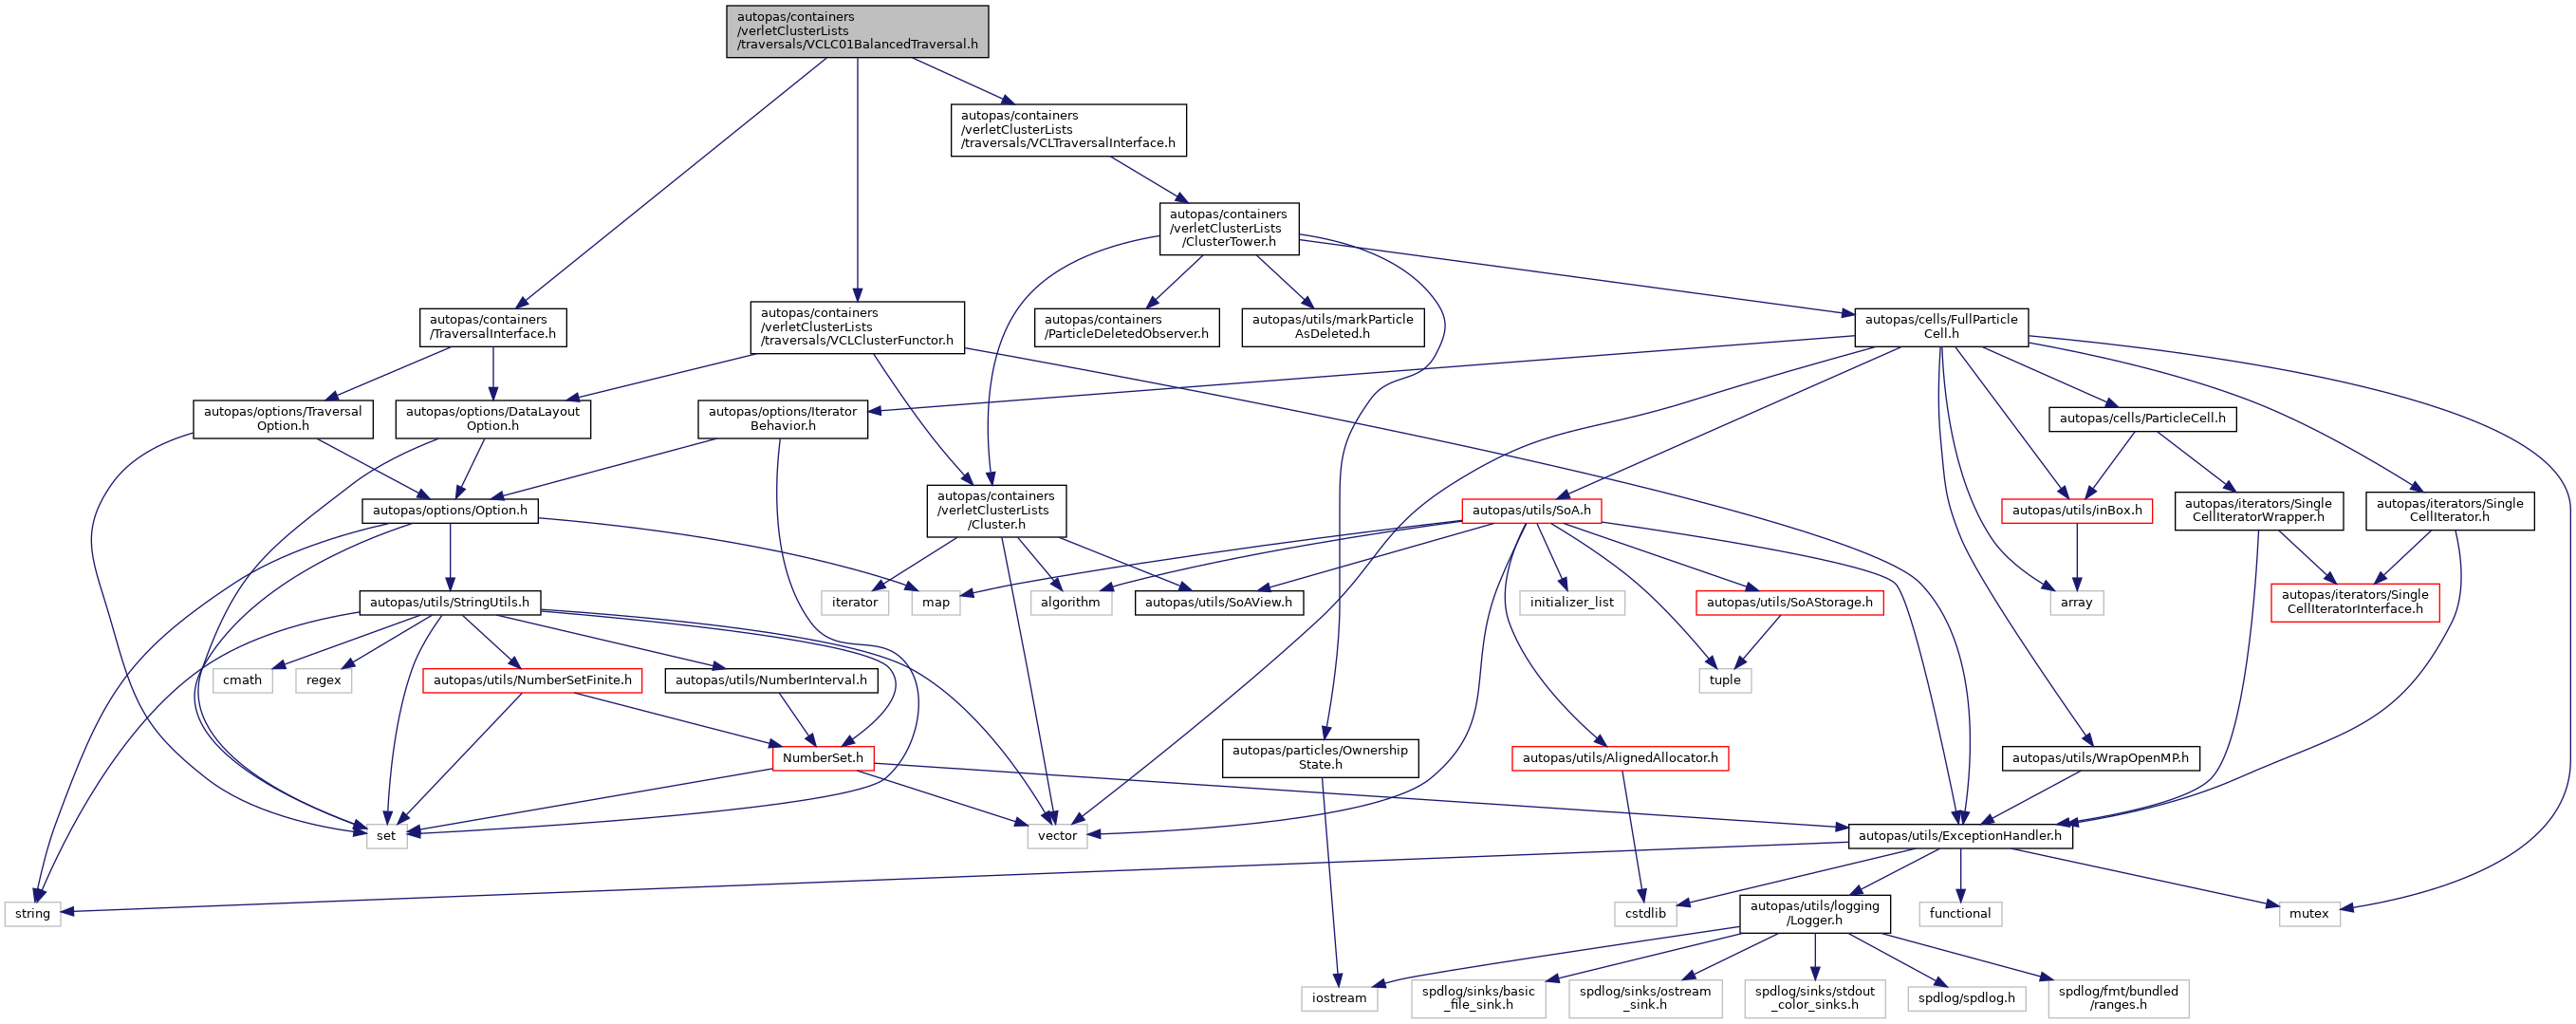 autopas/containers
/verletClusterLists
/traversals/VCLC01BalancedTraversal.h
autopas/containers
/verletClusterLists
/traversals/VCLTraversalInterface.h
autopas/containers
/verletClusterLists
/ClusterTower.h
autopas/containers
/TraversalInterface.h
autopas/containers
/verletClusterLists
/traversals/VCLClusterFunctor.h
autopas/containers
/ParticleDeletedObserver.h
autopas/utils/markParticle
AsDeleted.h
autopas/cells/FullParticle
Cell.h
autopas/options/Traversal
Option.h
autopas/options/DataLayout
Option.h
autopas/options/Iterator
Behavior.h
autopas/cells/ParticleCell.h
autopas/options/Option.h
autopas/containers
/verletClusterLists
/Cluster.h
autopas/utils/SoA.h
autopas/utils/inBox.h
autopas/iterators/Single
CellIteratorWrapper.h
autopas/iterators/Single
CellIterator.h
autopas/utils/StringUtils.h
iterator
map
algorithm
autopas/utils/SoAView.h
initializer_list
autopas/utils/SoAStorage.h
array
autopas/iterators/Single
CellIteratorInterface.h
cmath
regex
autopas/utils/NumberSetFinite.h
autopas/utils/NumberInterval.h
tuple
NumberSet.h
autopas/particles/Ownership
State.h
autopas/utils/AlignedAllocator.h
autopas/utils/WrapOpenMP.h
set
vector
autopas/utils/ExceptionHandler.h
string
cstdlib
autopas/utils/logging
/Logger.h
functional
mutex
iostream
spdlog/sinks/basic
_file_sink.h
spdlog/sinks/ostream
_sink.h
spdlog/sinks/stdout
_color_sinks.h
spdlog/spdlog.h
spdlog/fmt/bundled
/ranges.h